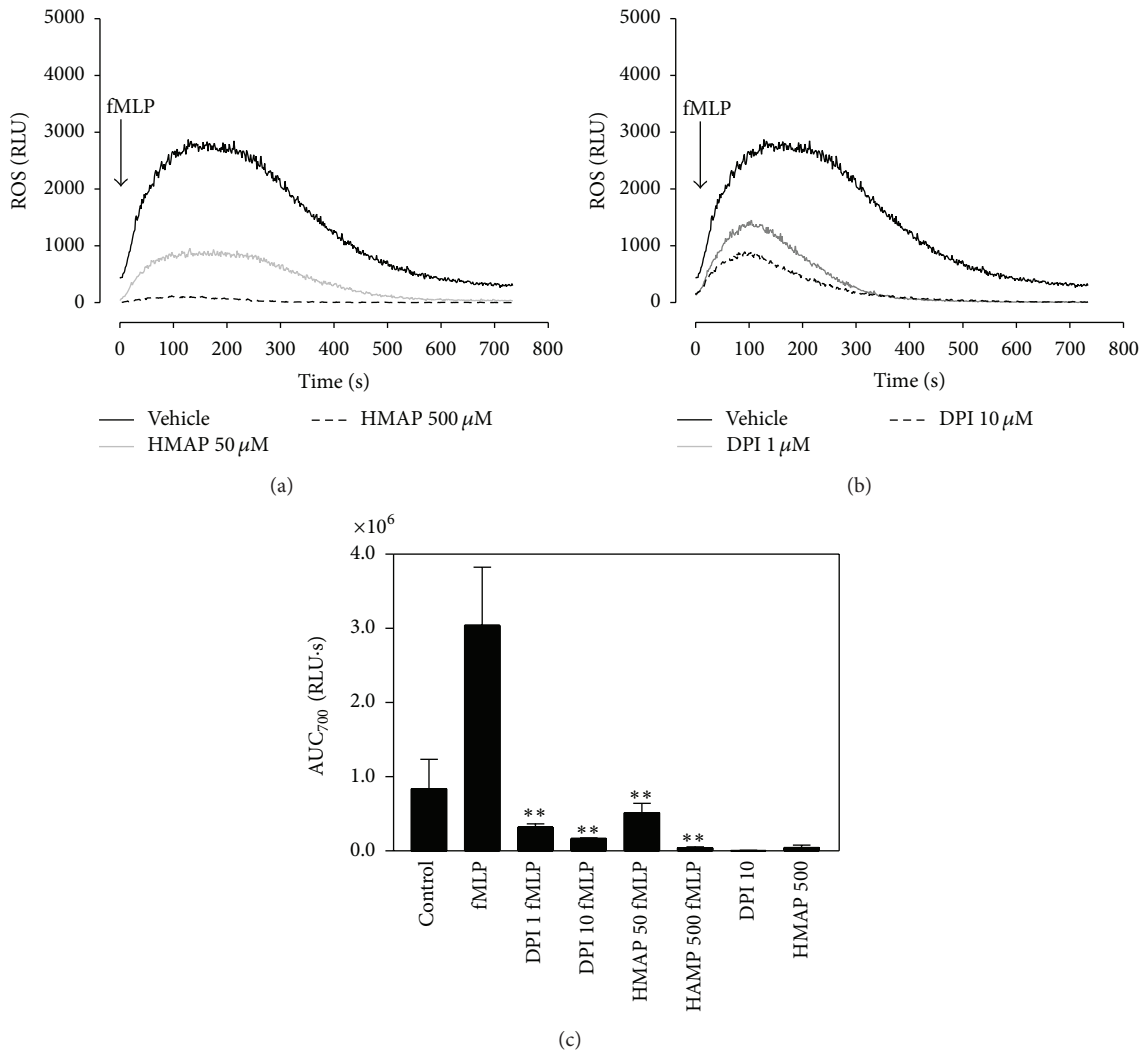 5000
4000
3000
2000
1000
0
ROS (RLU)
fMLP
0 100 200 300 400 500 600 700 800
Time (s)
Vehicle
HMAP 500 μM
HMAP 50 μM
(a)
5000
4000
3000
2000
1000
0
ROS (RLU)
fMLP
0 100 200 300 400 500 600 700 800
Time (s)
Vehicle
DPI 10 μM
DPI 1 μM
(b)
×10⁶
4.0
3.0
2.0
1.0
0.0
AUC₇₀₀ (RLU·s)
** ** ** **
Control
fMLP
DPI 1 fMLP
DPI 10 fMLP
HMAP 50 fMLP
HAMP 500 fMLP
DPI 10
HMAP 500
(c)